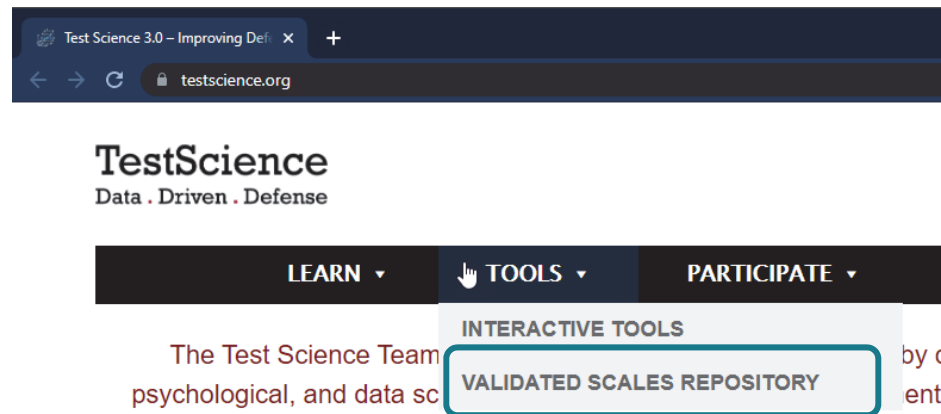 Test Science 3.0 – Improving Def
testscience.org
TestScience
Data . Driven . Defense
LEARN TOOLS PARTICIPATE
INTERACTIVE TOOLS
The Test Science Team by
VALIDATED SCALES REPOSITORY
psychological, and data sc ent